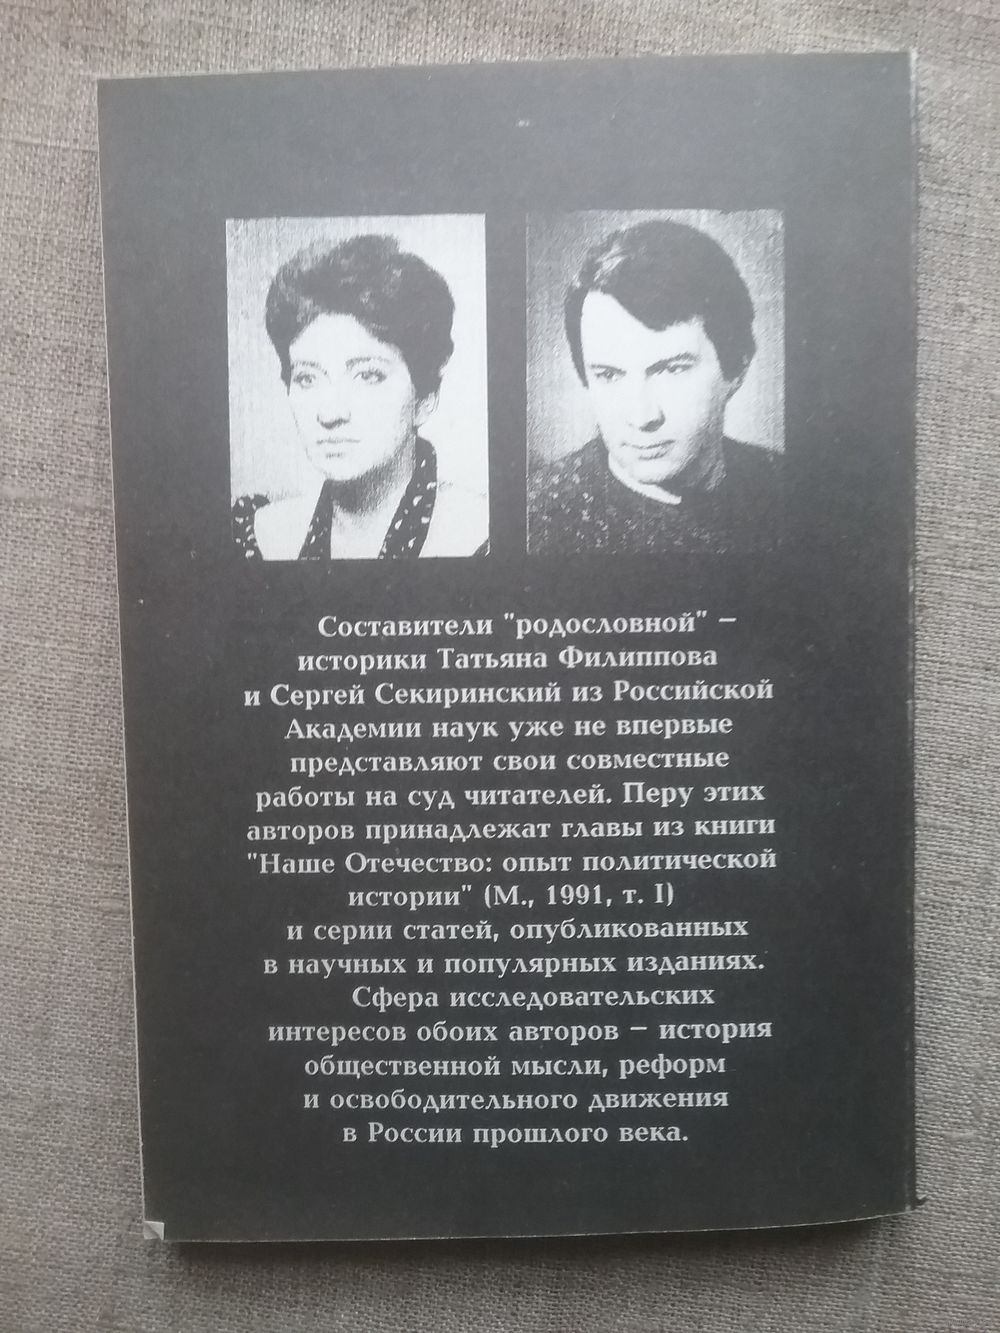 Составители "родословной" –
историки Татьяна Филиппова
и Сергей Секиринский из Российской
Академии наук уже не впервые
представляют свои совместные
работы на суд читателей. Перу этих
авторов принадлежат главы из книги
"Наше Отечество: опыт политической
истории" (М., 1991, т. I)
и серии статей, опубликованных
в научных и популярных изданиях.
Сфера исследовательских
интересов обоих авторов – история
общественной мысли, реформ
и освободительного движения
в России прошлого века.